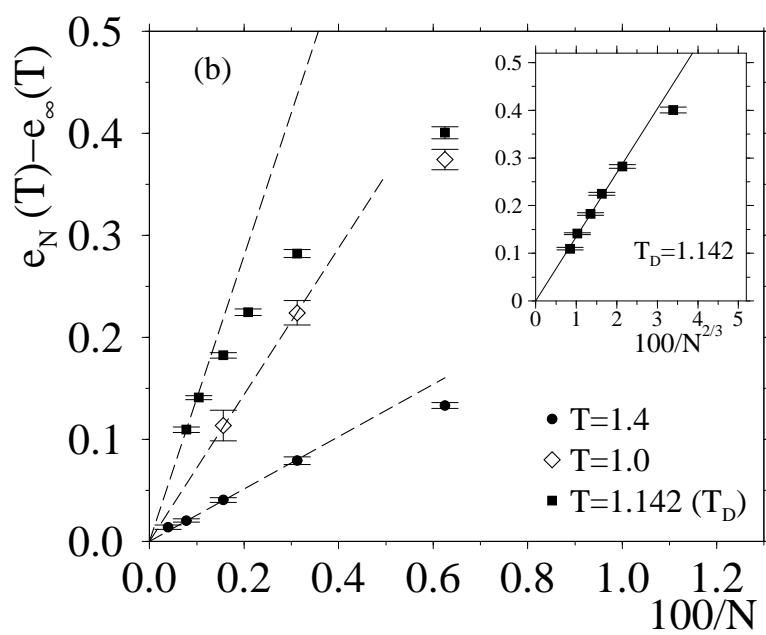 e_N(T)−e_∞(T)
(b)
0.5
0.4
0.3
0.2
0.1
0.0
0.0 0.2 0.4 0.6 0.8 1.0 1.2
100/N
T=1.4
T=1.0
T=1.142 (T_D)
0.5
0.4
0.3
0.2
0.1
0
0 1 2 3 4 5
100/N^{2/3}
T_D=1.142